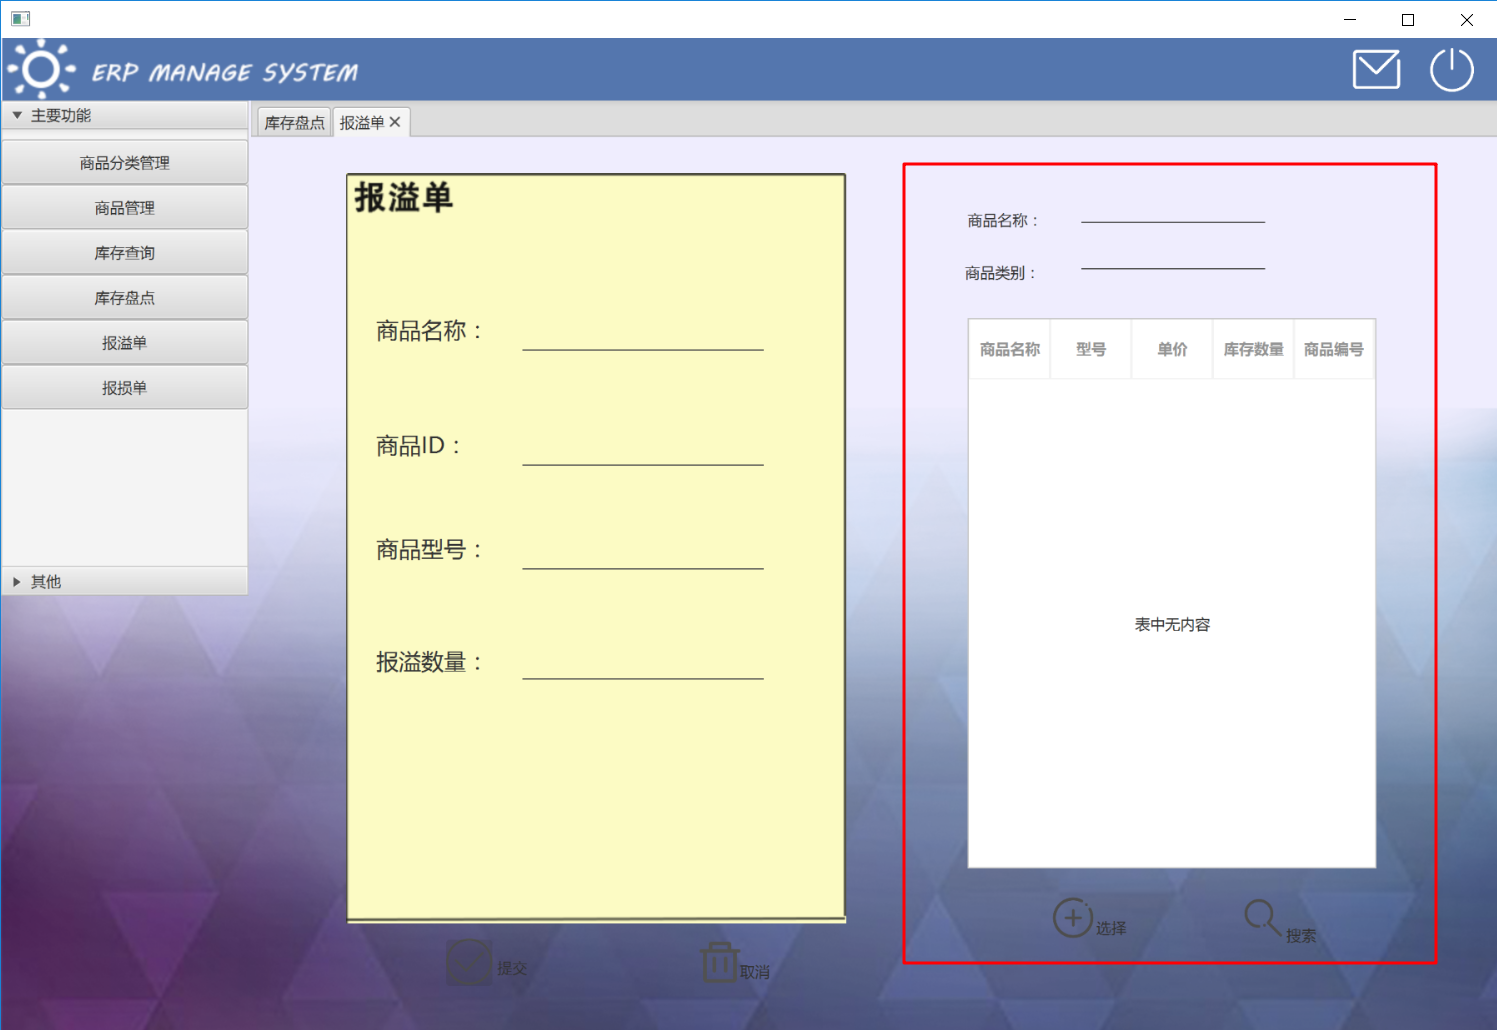 ERP MANAGE SYSTEM
主要功能
商品分类管理
商品管理
库存查询
库存盘点
报溢单
报损单
其他
库存盘点 报溢单
报溢单
商品名称：
商品ID：
商品型号：
报溢数量：
提交 取消
商品名称：
商品类别：
商品名称 型号 单价 库存数量 商品编号
表中无内容
选择 搜索